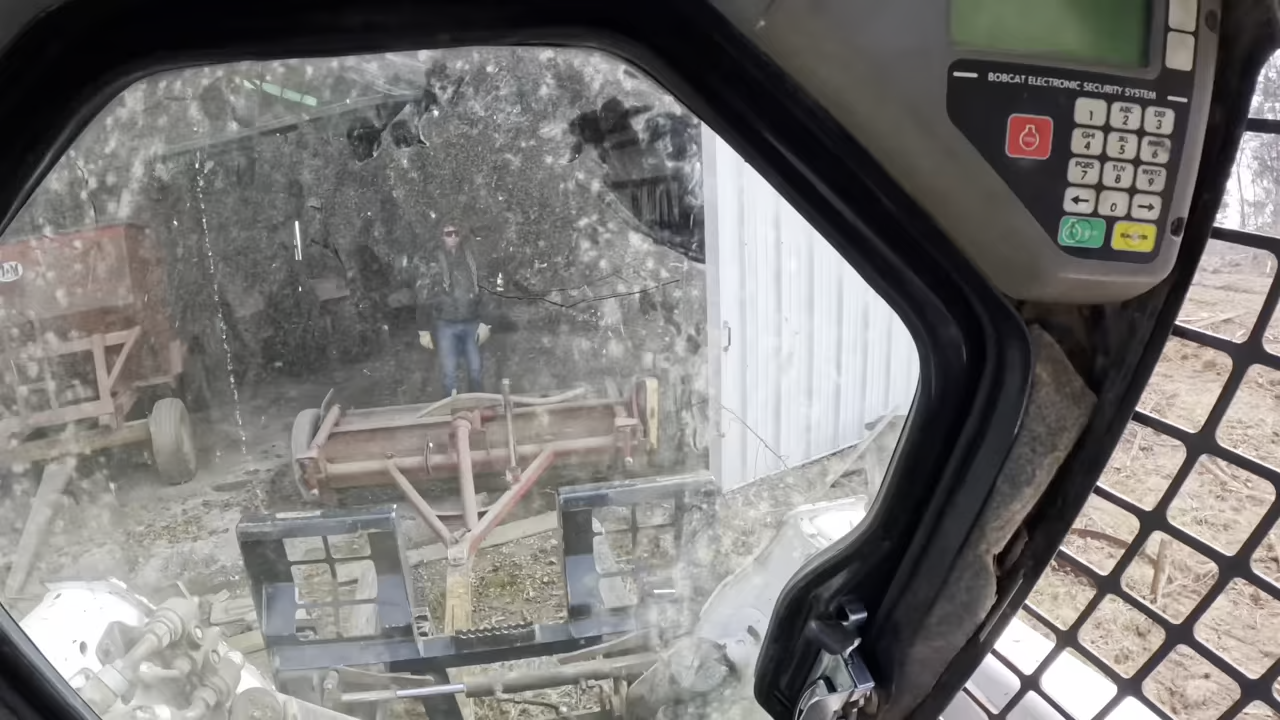 BOBCAT ELECTRONIC SECURITY SYSTEM
1
ABC 2
DEF 3
GHI 4
JKL 5
MNO 6
PQRS 7
TUV 8
WXYZ 9
← 0 →